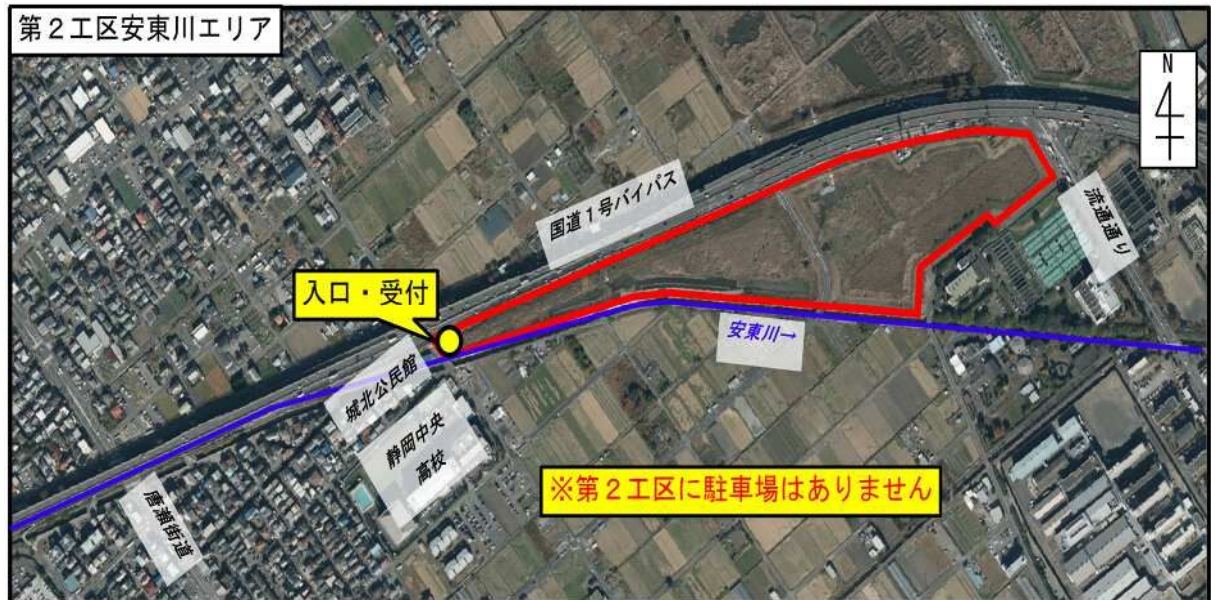 第２工区安東川エリア
N
国道１号バイパス
流通通り
入口・受付
安東川→
城北公民館
静岡中央
高校
※第２工区に駐車場はありません
唐瀬街道